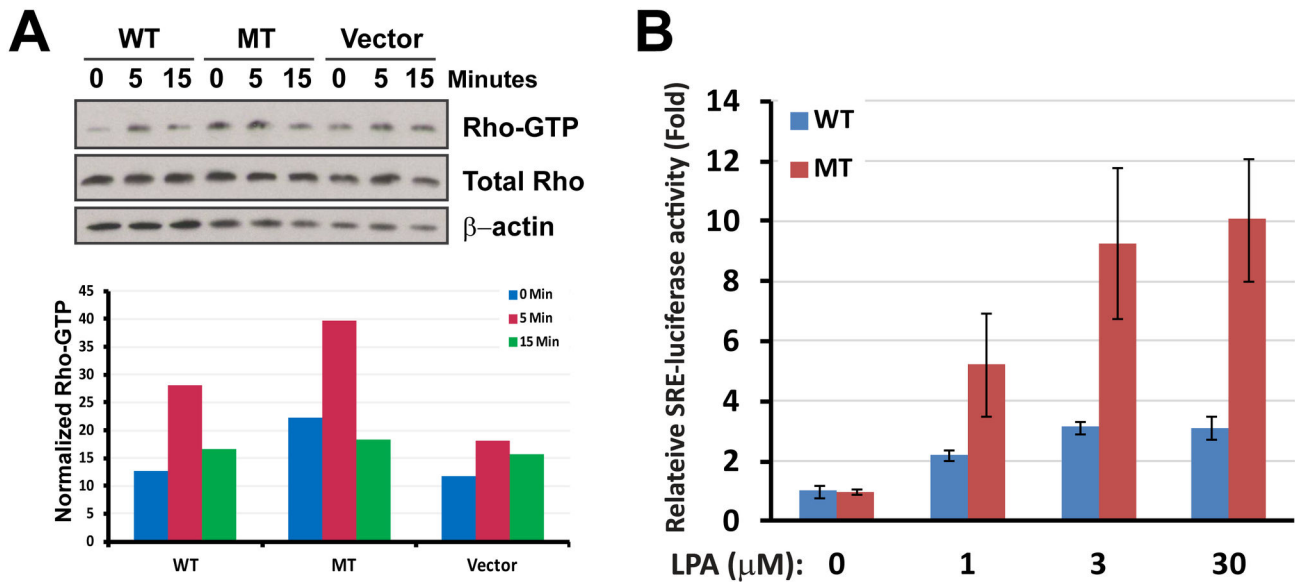 A
WT MT Vector
0 5 15 0 5 15 0 5 15 Minutes
Rho-GTP
Total Rho
β–actin
Normalized Rho-GTP
45
40
35
30
25
20
15
10
5
0
0 Min
5 Min
15 Min
WT MT Vector
B
Relateive SRE-luciferase activity (Fold)
14
12
10
8
6
4
2
0
WT
MT
LPA (μM): 0 1 3 30